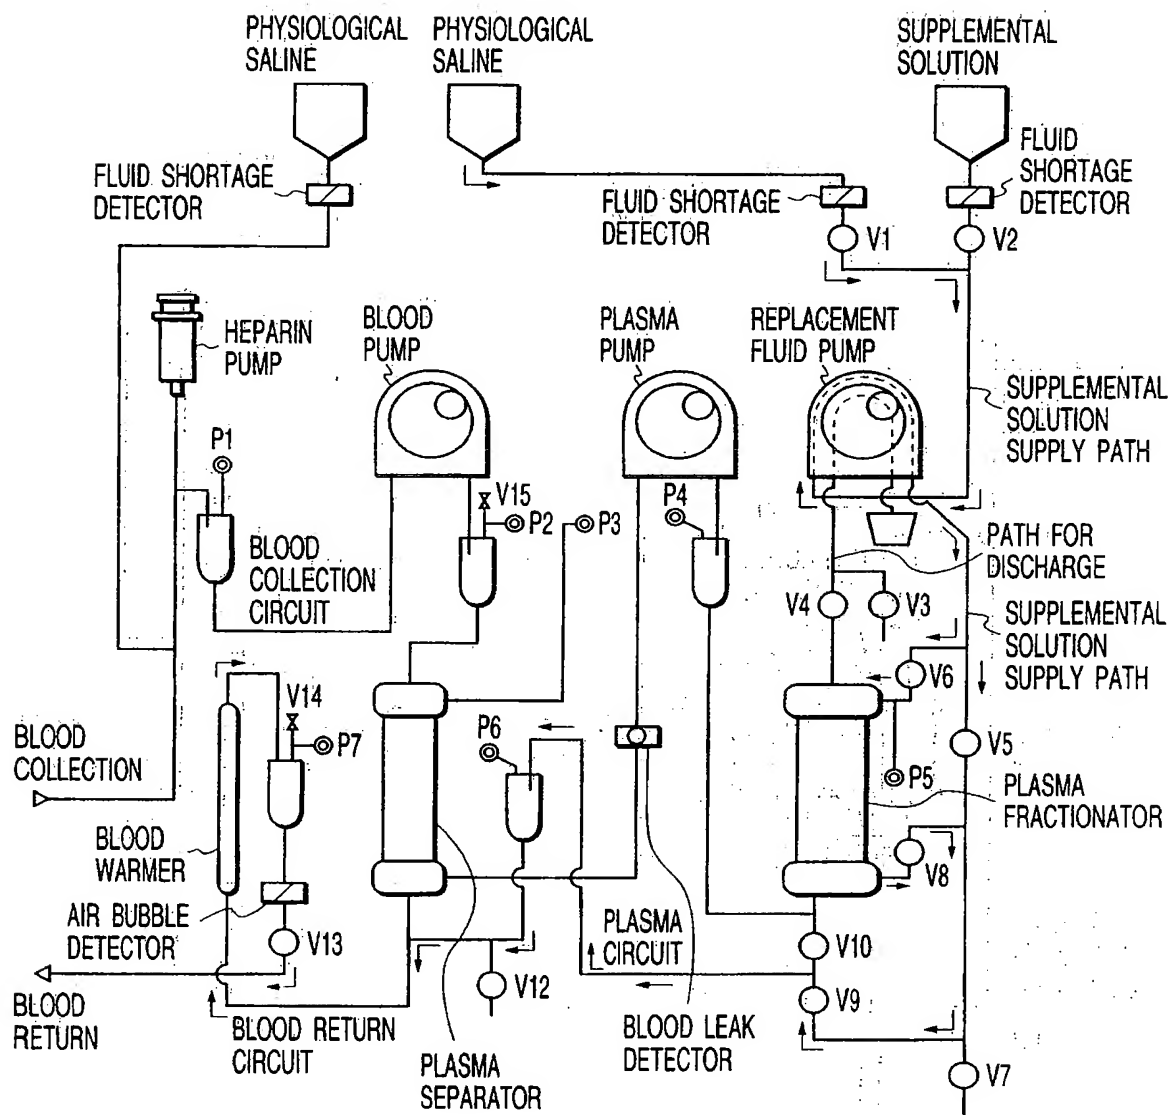 PHYSIOLOGICAL
SALINE
PHYSIOLOGICAL
SALINE
SUPPLEMENTAL
SOLUTION
FLUID SHORTAGE
DETECTOR
FLUID SHORTAGE
DETECTOR
FLUID
SHORTAGE
DETECTOR
V1
V2
HEPARIN
PUMP
BLOOD
PUMP
PLASMA
PUMP
REPLACEMENT
FLUID PUMP
SUPPLEMENTAL
SOLUTION
SUPPLY PATH
P1
V15
P2
P3
P4
BLOOD
COLLECTION
CIRCUIT
PATH FOR
DISCHARGE
V4
V3
SUPPLEMENTAL
SOLUTION
SUPPLY PATH
V6
V14
P7
P6
V5
P5
BLOOD
COLLECTION
PLASMA
FRACTIONATOR
BLOOD
WARMER
V8
AIR BUBBLE
DETECTOR
V13
PLASMA
CIRCUIT
V10
V12
V9
BLOOD
RETURN
BLOOD RETURN
CIRCUIT
PLASMA
SEPARATOR
BLOOD LEAK
DETECTOR
V7